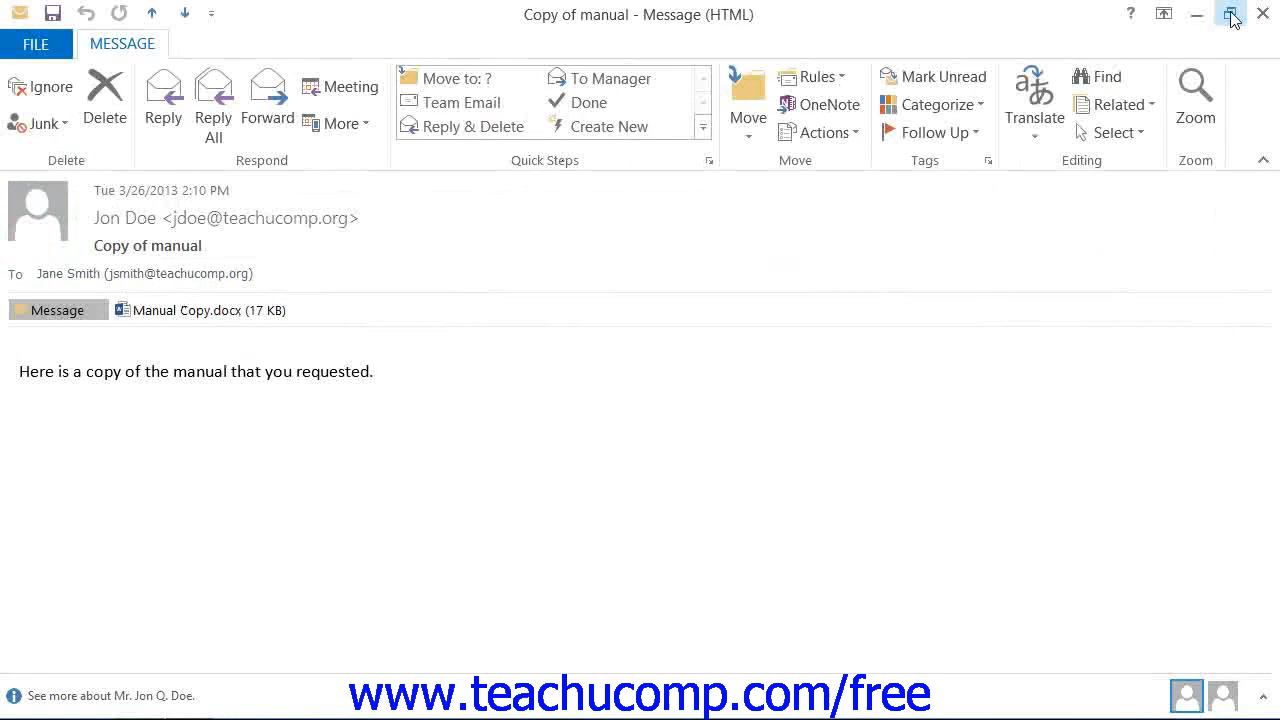 Copy of manual - Message (HTML)
?
FILE MESSAGE
Ignore
Junk
Delete
Delete
Reply
Reply All
Forward
Meeting
More
Respond
Move to: ?
Team Email
Reply & Delete
To Manager
Done
Create New
Quick Steps
Move
Rules
OneNote
Actions
Move
Mark Unread
Categorize
Follow Up
Tags
Translate
Find
Related
Select
Editing
Zoom
Zoom
Tue 3/26/2013 2:10 PM
Jon Doe <jdoe@teachucomp.org>
Copy of manual
To Jane Smith (jsmith@teachucomp.org)
Message Manual Copy.docx (17 KB)
Here is a copy of the manual that you requested.
See more about Mr. Jon Q. Doe.
www.teachucomp.com/free